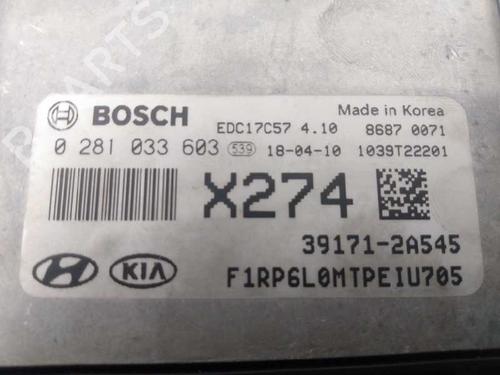 BOSCH
Made in Korea
EDC17C57 4.10 8687 0071
0 281 033 603 539 18-04-10 1039T22201
X274
39171-2A545
KIA
F1RP6L0MTPEIU705
PARTS